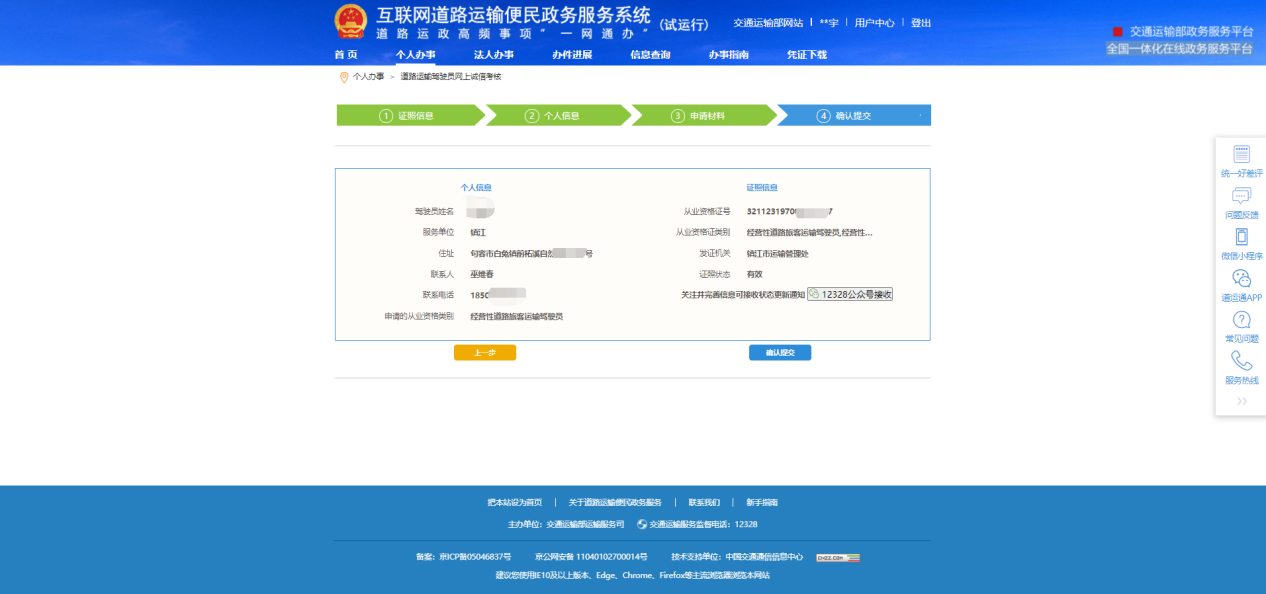 互联网道路运输便民政务服务系统 (试运行)
道路运政高频事项"一网通办"
交通运输部网站 | **宇 | 用户中心 | 登出
交通运输部政务服务平台
全国一体化在线政务服务平台
首页 个人办事 法人办事 办件进展 信息查询 办事指南 凭证下载
个人办事 > 道路运输驾驶员网上诚信考核
① 证照信息 ② 个人信息 ③ 申请材料 ④ 确认提交
个人信息
驾驶员姓名
服务单位 镇江
住址 句容市白兔镇前柘溪自 号
联系人 巫维春
联系电话 1850
申请的从业资格类别 经营性道路旅客运输驾驶员
证照信息
从业资格证号 3211231970 7
从业资格证类别 经营性道路旅客运输驾驶员,经营性...
发证机关 镇江市运输管理处
证照状态 有效
关注并完善信息可接收状态更新通知 12328公众号接收
上一步 确认提交
统一好差评
问题反馈
微信小程序
道运通APP
常见问题
服务热线
把本站设为首页 | 关于道路运输便民政务服务 | 联系我们 | 新手指南
主办单位：交通运输部运输服务司 交通运输服务监督电话：12328
备案：京ICP备05046837号 京公网安备 11040102700014号 技术支持单位：中国交通通信信息中心
建议您使用IE10及以上版本、Edge、Chrome、Firefox等主流浏览器浏览本网站